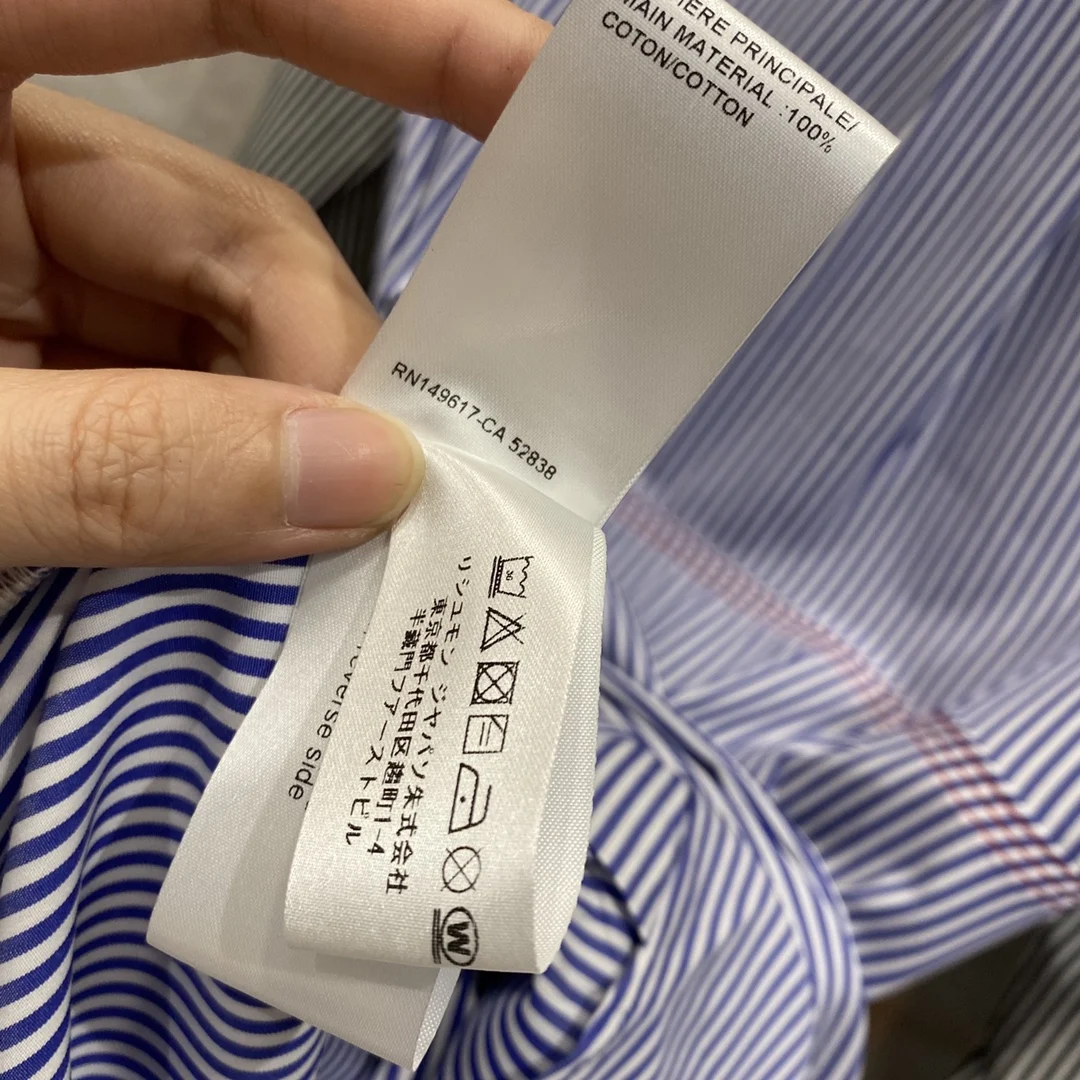 MAIN MATERIAL :100%
COTON/COTTON
RN149617-CA 52838
30
リシュモン ジャパン株式会社
東京都千代田区麹町1-4
半蔵門ファーストビル
W
reverse side